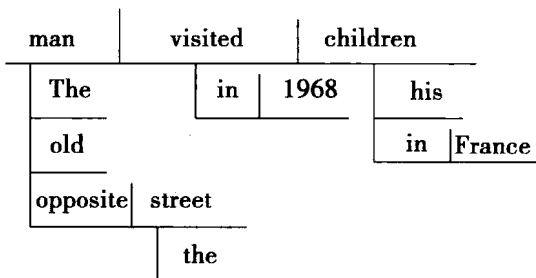 man visited children
The in 1968 his
old in France
opposite street
the